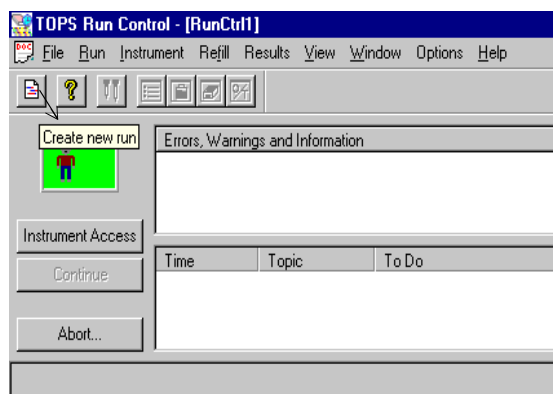 TOPS Run Control - [RunCtrl1]
File Run Instrument Refill Results View Window Options Help
Create new run
Errors, Warnings and Information
Instrument Access
Time Topic To Do
Continue
Abort...